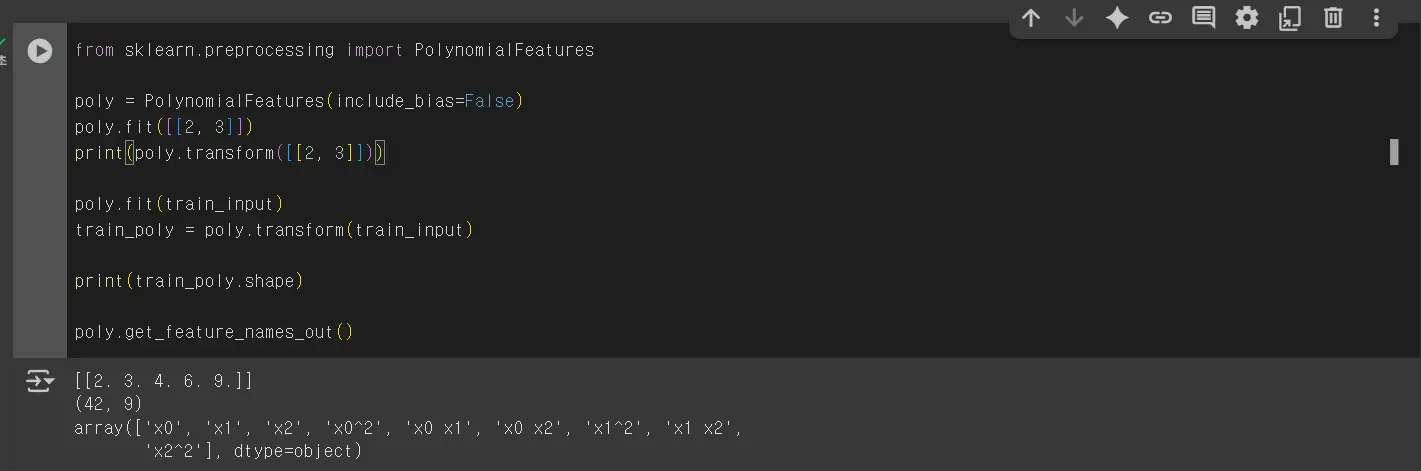 from sklearn.preprocessing import PolynomialFeatures
poly = PolynomialFeatures(include_bias=False)
poly.fit([[2, 3]])
print(poly.transform([[2, 3]]))
poly.fit(train_input)
train_poly = poly.transform(train_input)
print(train_poly.shape)
poly.get_feature_names_out()
[[2. 3. 4. 6. 9.]]
(42, 9)
array(['x0', 'x1', 'x2', 'x0^2', 'x0 x1', 'x0 x2', 'x1^2', 'x1 x2',
'x2^2'], dtype=object)